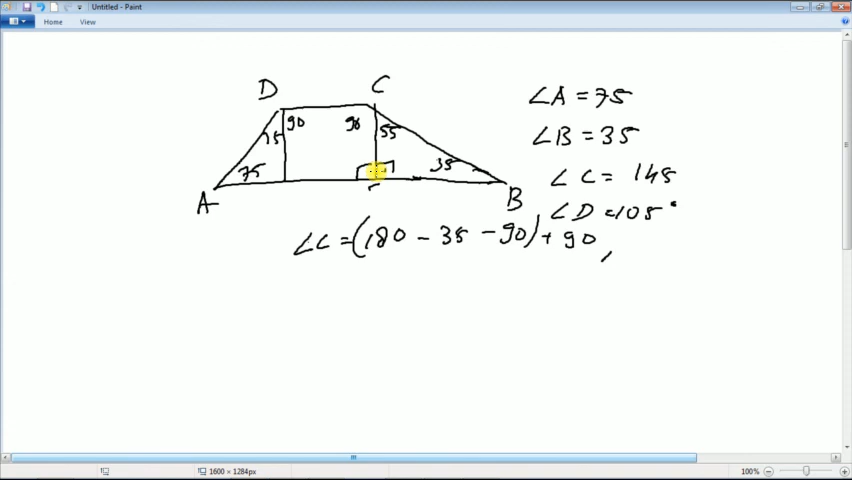 Untitled - Paint
Home View
D C
90 90 55
15
75 35
A B
∠A = 75
∠B = 35
∠C = 145
∠D = 105°
∠C = (180 - 35 - 90) + 90,
1600 × 1284px 100%